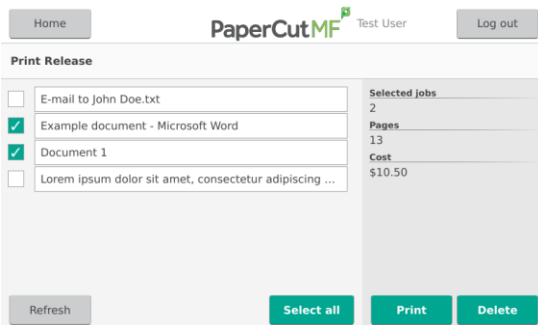 Home
PaperCutMF
Test User
Log out
Print Release
E-mail to John Doe.txt
Example document - Microsoft Word
Document 1
Lorem ipsum dolor sit amet, consectetur adipiscing ...
Selected jobs
2
Pages
13
Cost
$10.50
Refresh
Select all
Print
Delete